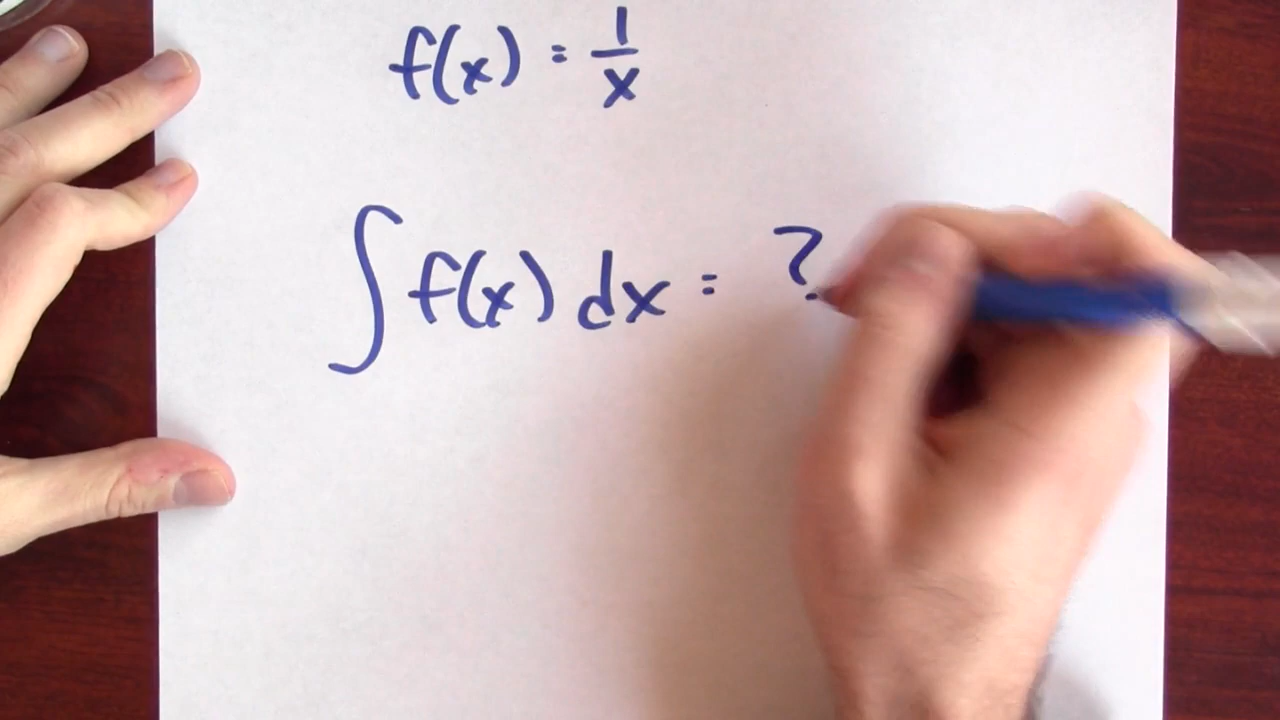 f(x) = 1/x
∫ f(x) dx = ?